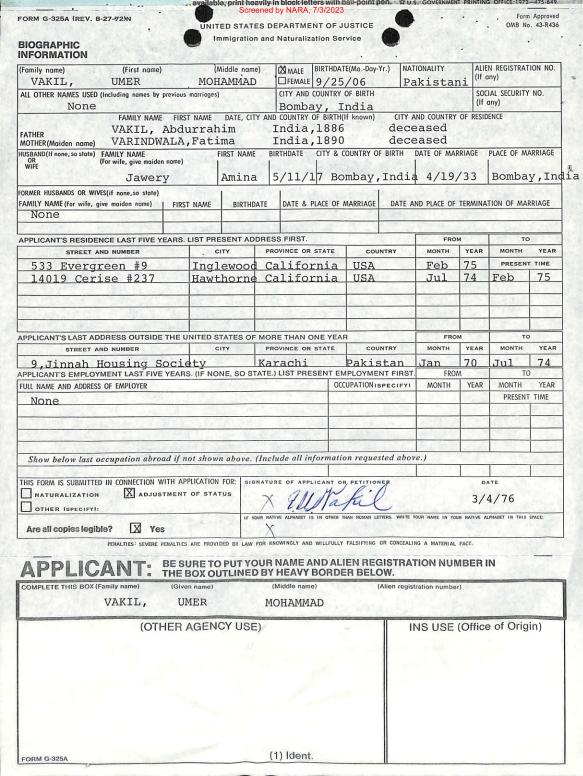 available, print heavily in block letters with ball-point pen. ☆ U.S. GOVERNMENT PRINTING OFFICE:
Screened by NARA, 7/3/2023
FORM G-325A (REV. 8-27-72)N
Form Approved
OMB No. 43-R436
UNITED STATES DEPARTMENT OF JUSTICE
Immigration and Naturalization Service
BIOGRAPHIC
INFORMATION
(Family name) (First name) (Middle name) ☒ MALE BIRTHDATE(Mo.-Day-Yr.) NATIONALITY ALIEN REGISTRATION NO.
VAKIL, UMER MOHAMMAD ☐ FEMALE 9/25/06 Pakistani (If any)
ALL OTHER NAMES USED (Including names by previous marriages) CITY AND COUNTRY OF BIRTH SOCIAL SECURITY NO.
None Bombay, India (If any)
FAMILY NAME FIRST NAME DATE, CITY AND COUNTRY OF BIRTH(If known) CITY AND COUNTRY OF RESIDENCE
FATHER VAKIL, Abdurrahim India,1886 deceased
MOTHER(Maiden name) VARINDWALA,Fatima India,1890 deceased
HUSBAND(If none, so state) OR WIFE FAMILY NAME (For wife, give maiden name) FIRST NAME BIRTHDATE CITY & COUNTRY OF BIRTH DATE OF MARRIAGE PLACE OF MARRIAGE
Jawery Amina 5/11/17 Bombay,India 4/19/33 Bombay,India
FORMER HUSBANDS OR WIVES(if none,so state)
FAMILY NAME (For wife, give maiden name) FIRST NAME BIRTHDATE DATE & PLACE OF MARRIAGE DATE AND PLACE OF TERMINATION OF MARRIAGE
None
APPLICANT'S RESIDENCE LAST FIVE YEARS. LIST PRESENT ADDRESS FIRST. FROM TO
STREET AND NUMBER CITY PROVINCE OR STATE COUNTRY MONTH YEAR MONTH YEAR
533 Evergreen #9 Inglewood California USA Feb 75 PRESENT TIME
14019 Cerise #237 Hawthorne California USA Jul 74 Feb 75
APPLICANT'S LAST ADDRESS OUTSIDE THE UNITED STATES OF MORE THAN ONE YEAR FROM TO
STREET AND NUMBER CITY PROVINCE OR STATE COUNTRY MONTH YEAR MONTH YEAR
9,Jinnah Housing Society Karachi Pakistan Jan 70 Jul 74
APPLICANT'S EMPLOYMENT LAST FIVE YEARS. (IF NONE, SO STATE.) LIST PRESENT EMPLOYMENT FIRST. FROM TO
FULL NAME AND ADDRESS OF EMPLOYER OCCUPATION(SPECIFY) MONTH YEAR MONTH YEAR
None PRESENT TIME
Show below last occupation abroad if not shown above. (Include all information requested above.)
THIS FORM IS SUBMITTED IN CONNECTION WITH APPLICATION FOR: SIGNATURE OF APPLICANT OR PETITIONER DATE
☐ NATURALIZATION ☒ ADJUSTMENT OF STATUS X UMVakil 3/4/76
☐ OTHER (SPECIFY):
IF YOUR NATIVE ALPHABET IS IN OTHER THAN ROMAN LETTERS, WRITE YOUR NAME IN YOUR NATIVE ALPHABET IN THIS SPACE:
Are all copies legible? ☒ Yes X
PENALTIES: SEVERE PENALTIES ARE PROVIDED BY LAW FOR KNOWINGLY AND WILLFULLY FALSIFYING OR CONCEALING A MATERIAL FACE.
APPLICANT: BE SURE TO PUT YOUR NAME AND ALIEN REGISTRATION NUMBER IN
THE BOX OUTLINED BY HEAVY BORDER BELOW.
COMPLETE THIS BOX (Family name) (Given name) (Middle name) (Alien registration number)
VAKIL, UMER MOHAMMAD
(OTHER AGENCY USE) INS USE (Office of Origin)
(1) Ident.
FORM G-325A